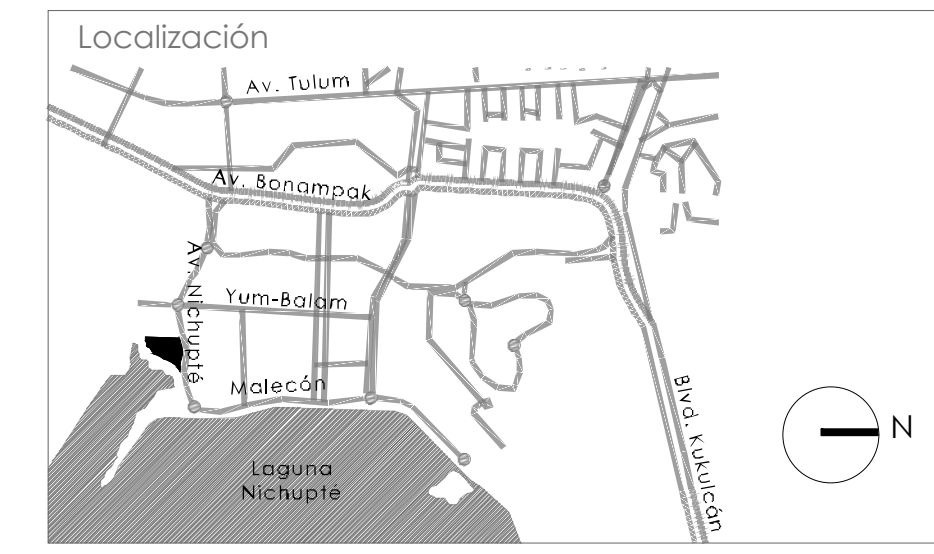 Localización
Av. Tulum
Av. Bonampak
Av. Nichupté
Yum-Balam
Malecón
Blvd. Kukulcán
N
Laguna
Nichupté